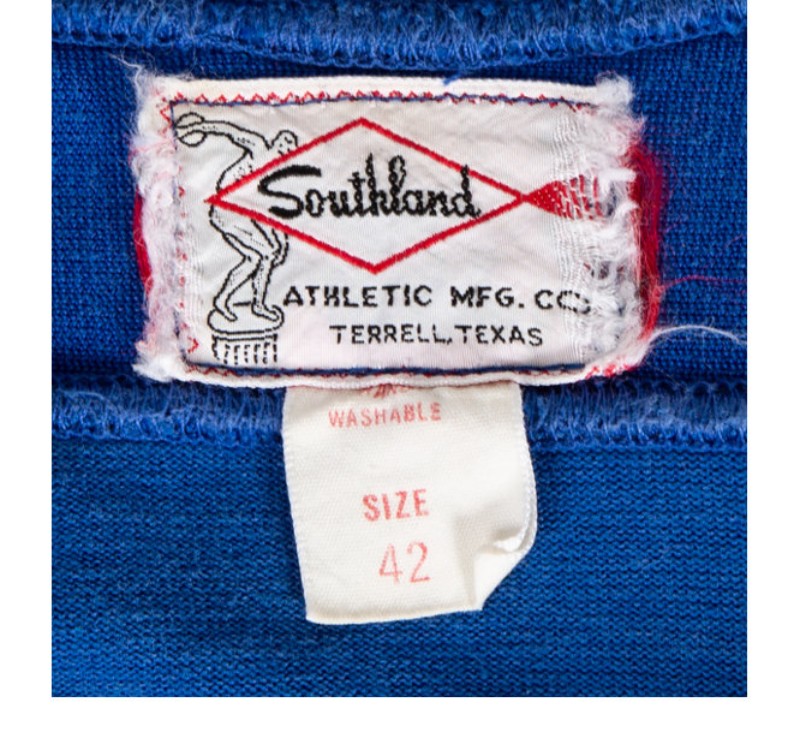 Southland
ATHLETIC MFG. CO.
TERRELL, TEXAS
WASHABLE
SIZE
42